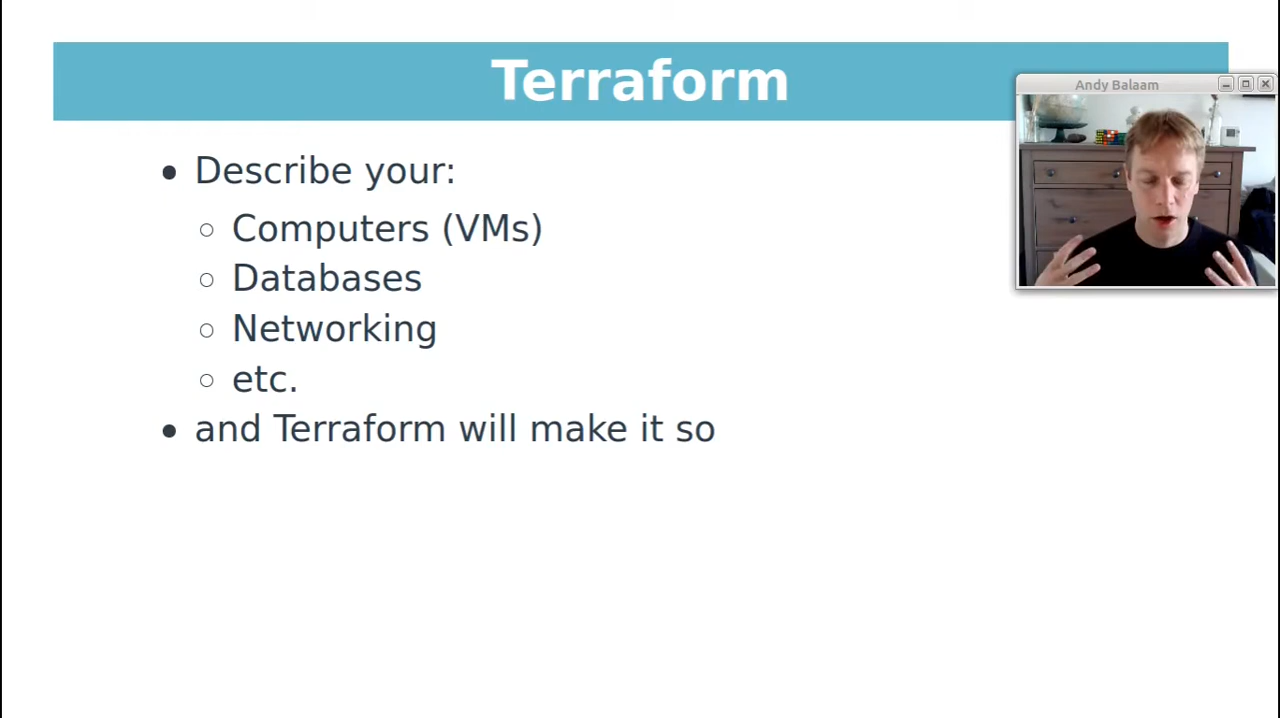 Terraform
Andy Balaam
Describe your:
Computers (VMs)
Databases
Networking
etc.
and Terraform will make it so